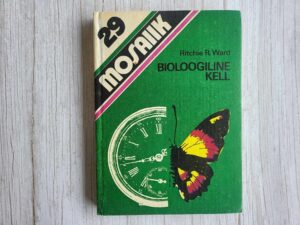 29
MOSAIIK
Ritchie R. Ward
BIOLOOGILINE
KELL